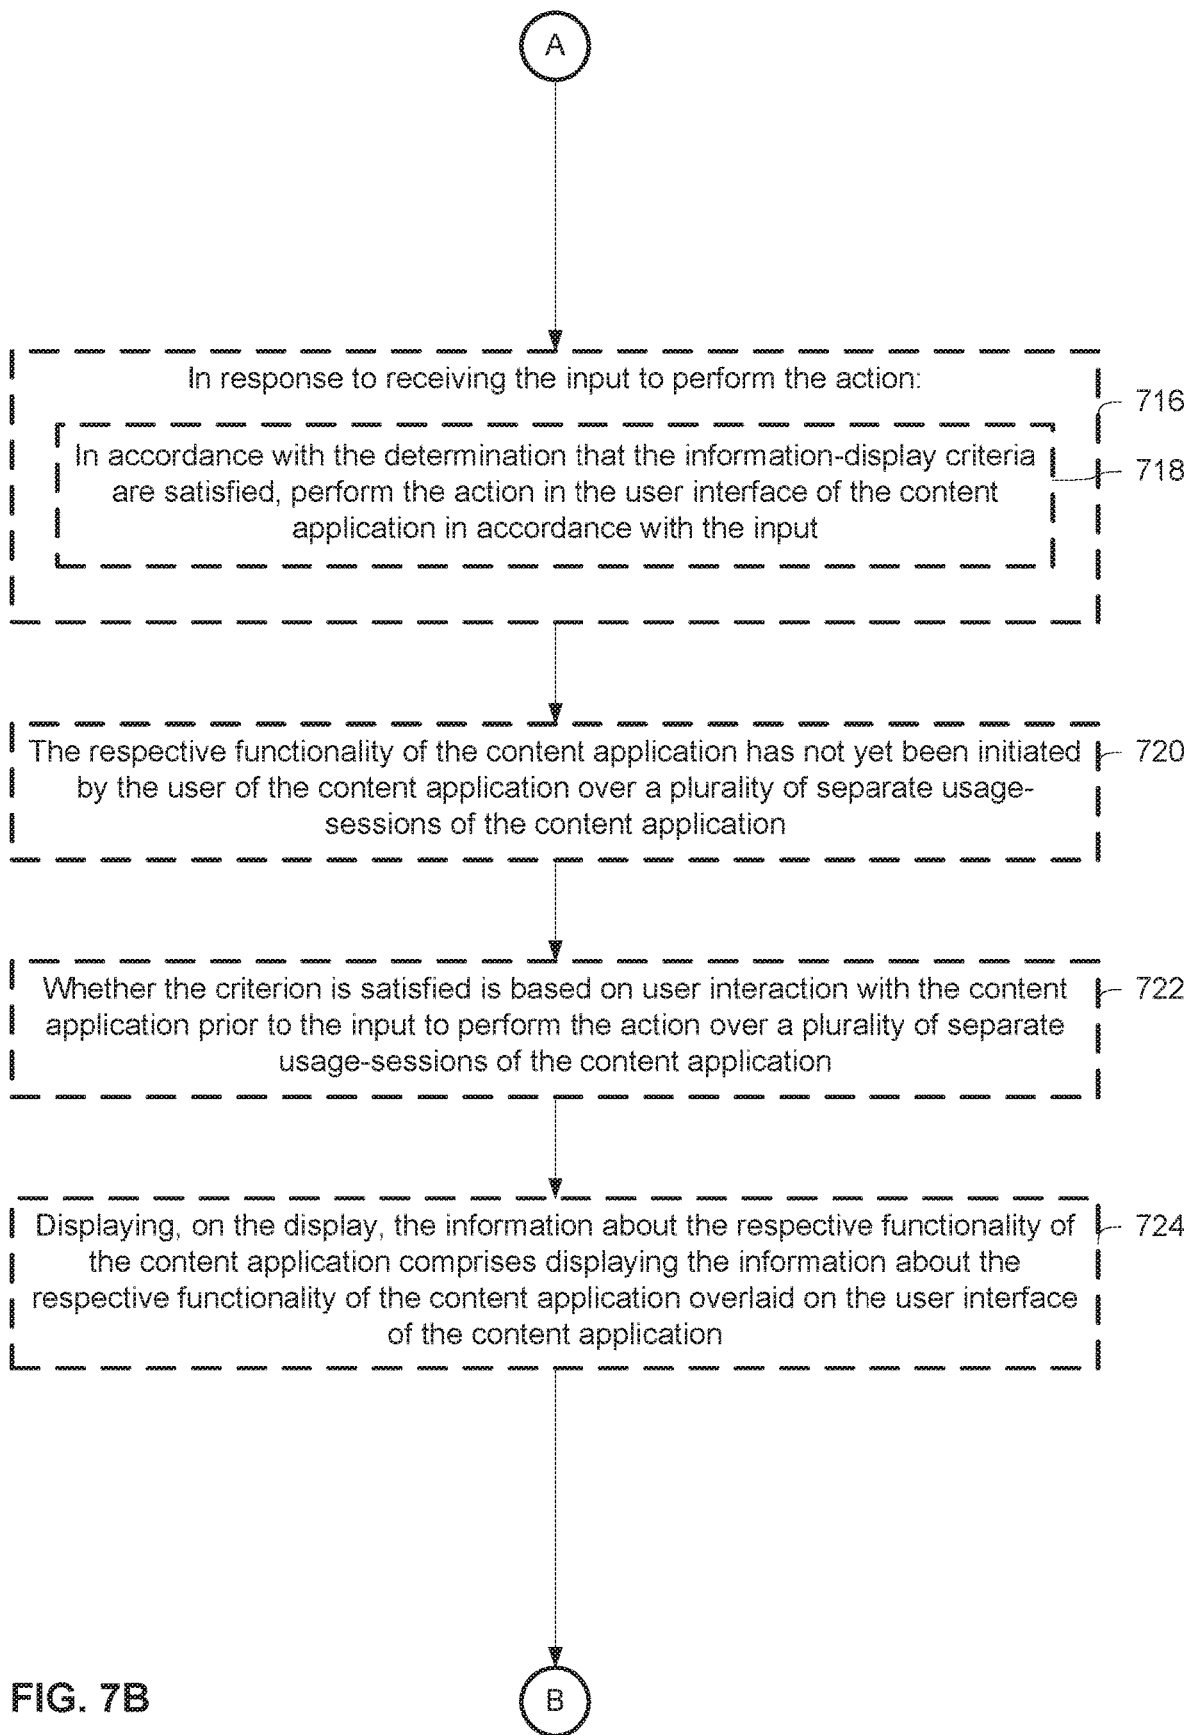 A
In response to receiving the input to perform the action:
716
In accordance with the determination that the information-display criteria
are satisfied, perform the action in the user interface of the content
application in accordance with the input
718
The respective functionality of the content application has not yet been initiated
by the user of the content application over a plurality of separate usage-
sessions of the content application
720
Whether the criterion is satisfied is based on user interaction with the content
application prior to the input to perform the action over a plurality of separate
usage-sessions of the content application
722
Displaying, on the display, the information about the respective functionality of
the content application comprises displaying the information about the
respective functionality of the content application overlaid on the user interface
of the content application
724
FIG. 7B
B